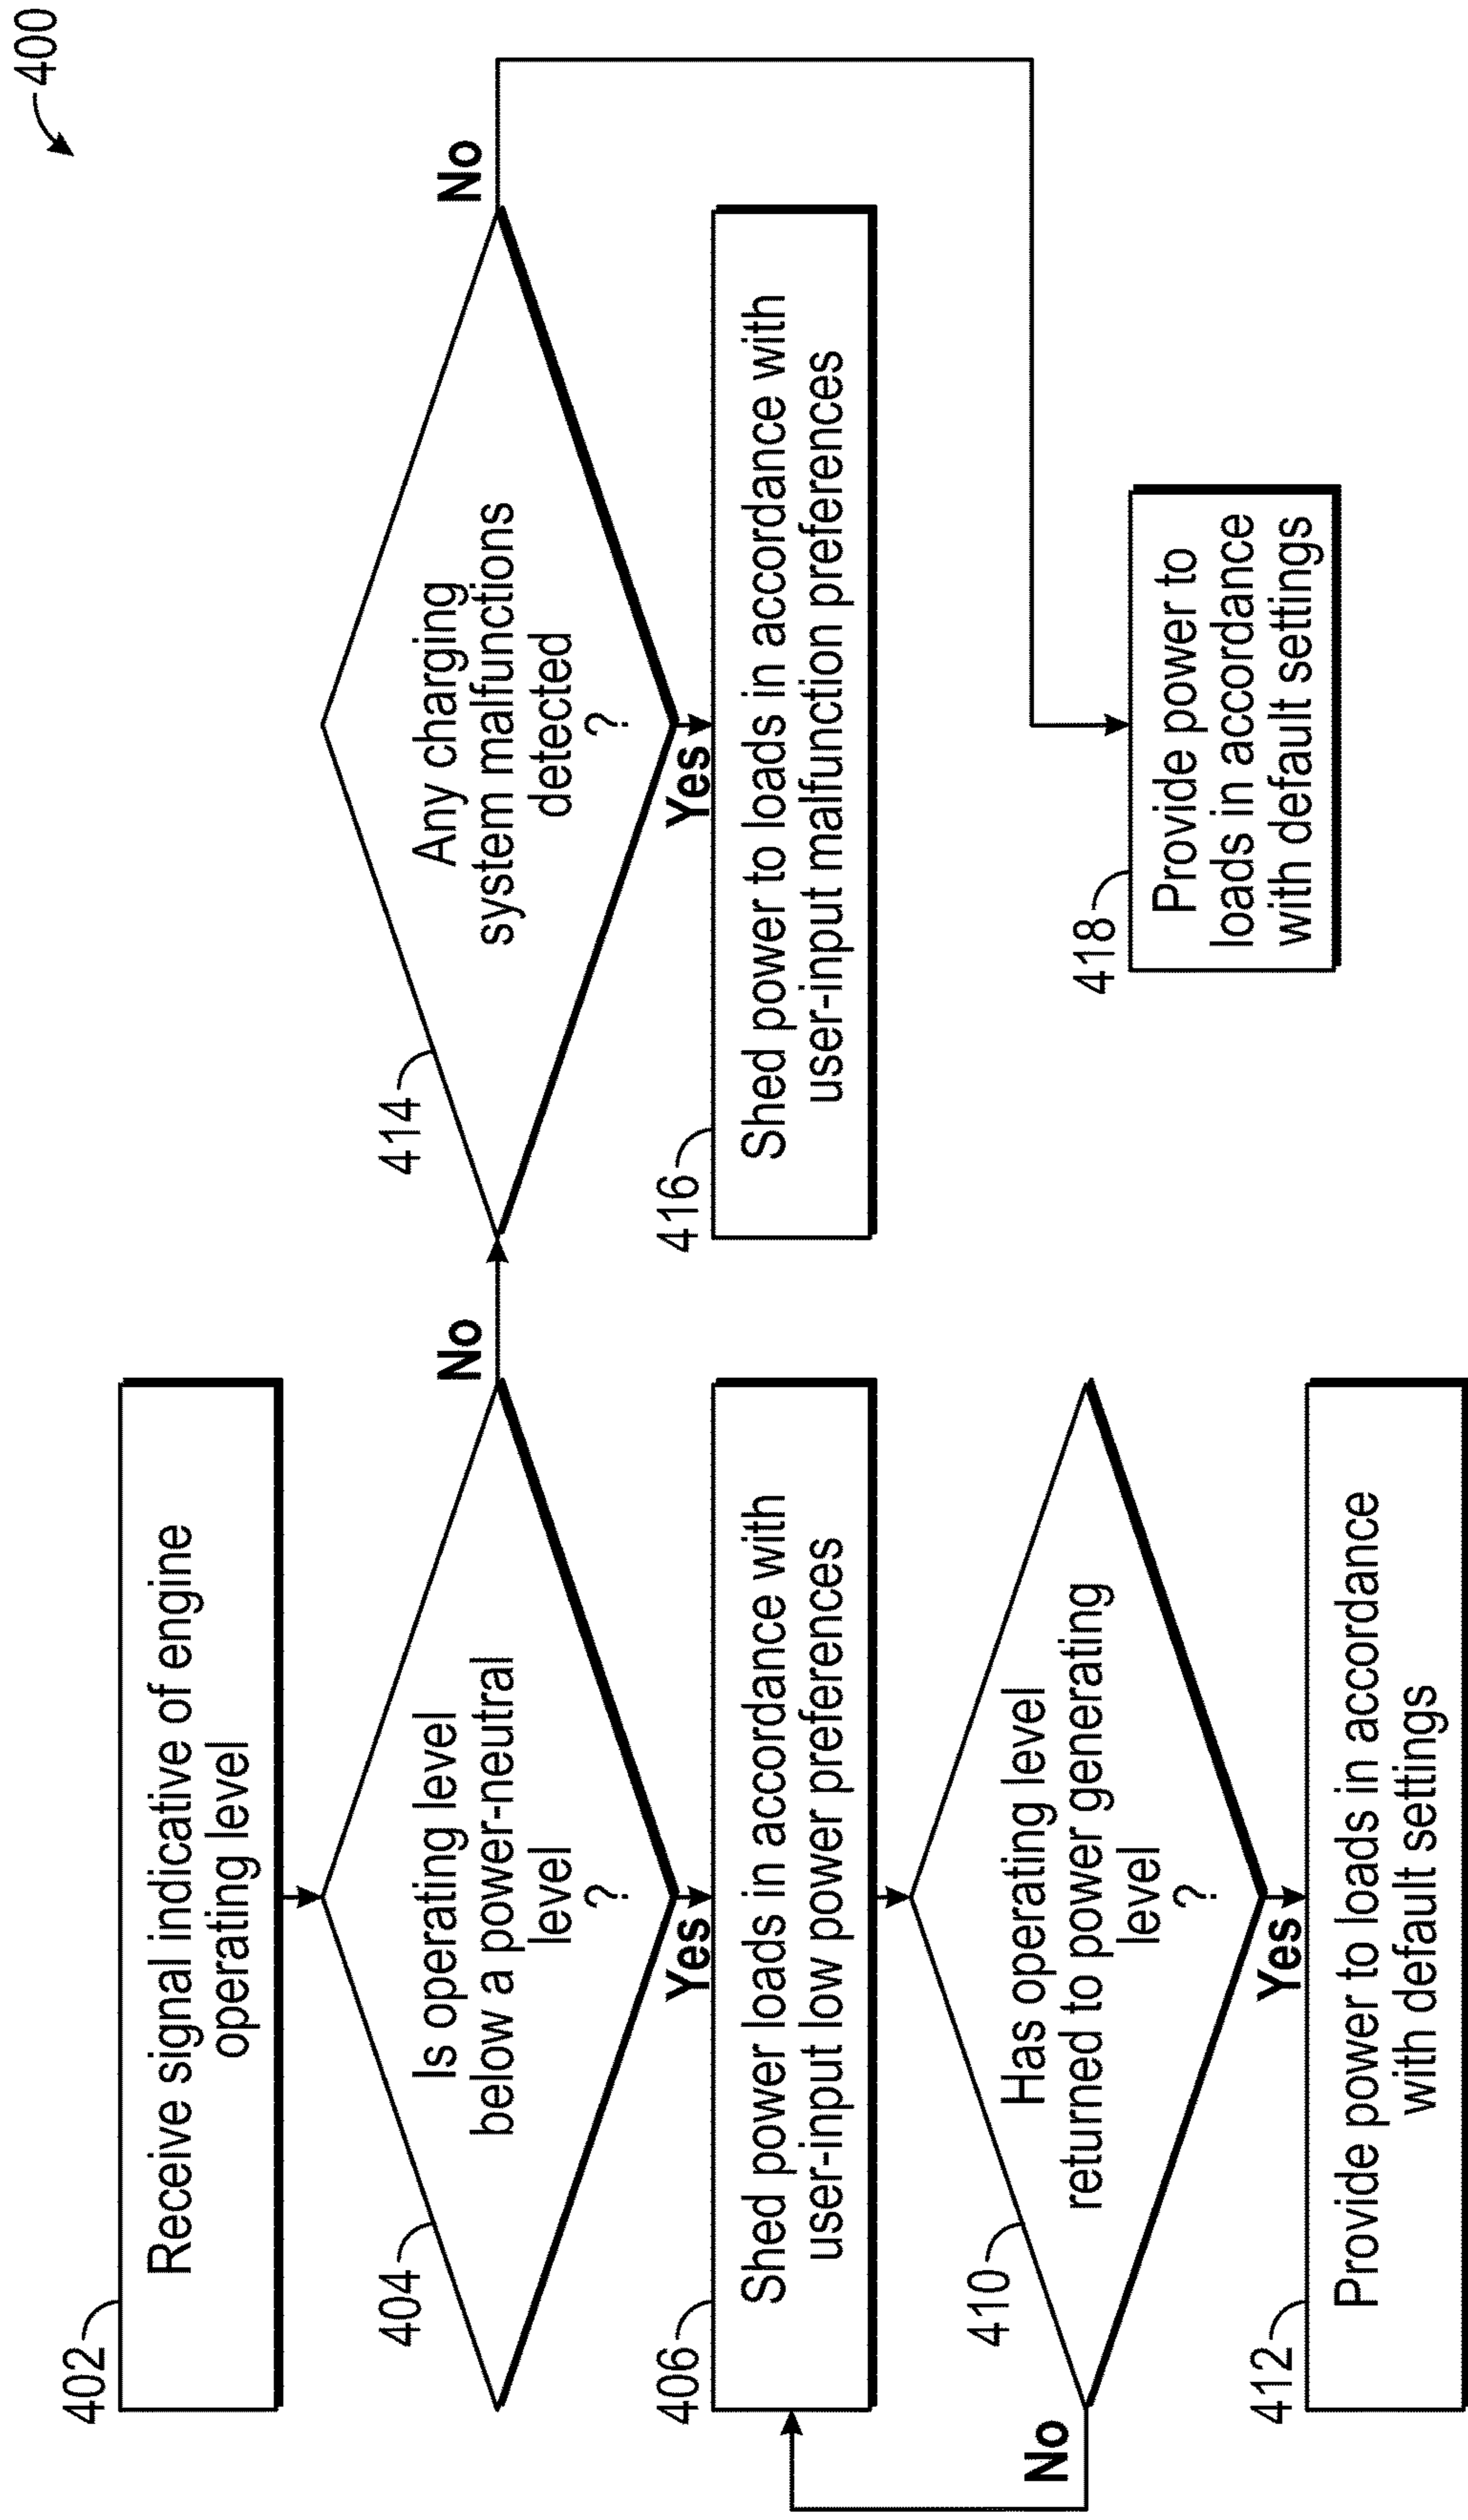 400
402
Receive signal indicative of engine
operating level
404
Is operating level
below a power-neutral
level
?
No
Yes
406
Shed power loads in accordance with
user-input low power preferences
410
Has operating level
returned to power generating
level
?
No
Yes
412
Provide power to loads in accordance
with default settings
414
Any charging
system malfunctions
detected
?
No
Yes
416
Shed power to loads in accordance with
user-input malfunction preferences
418
Provide power to
loads in accordance
with default settings